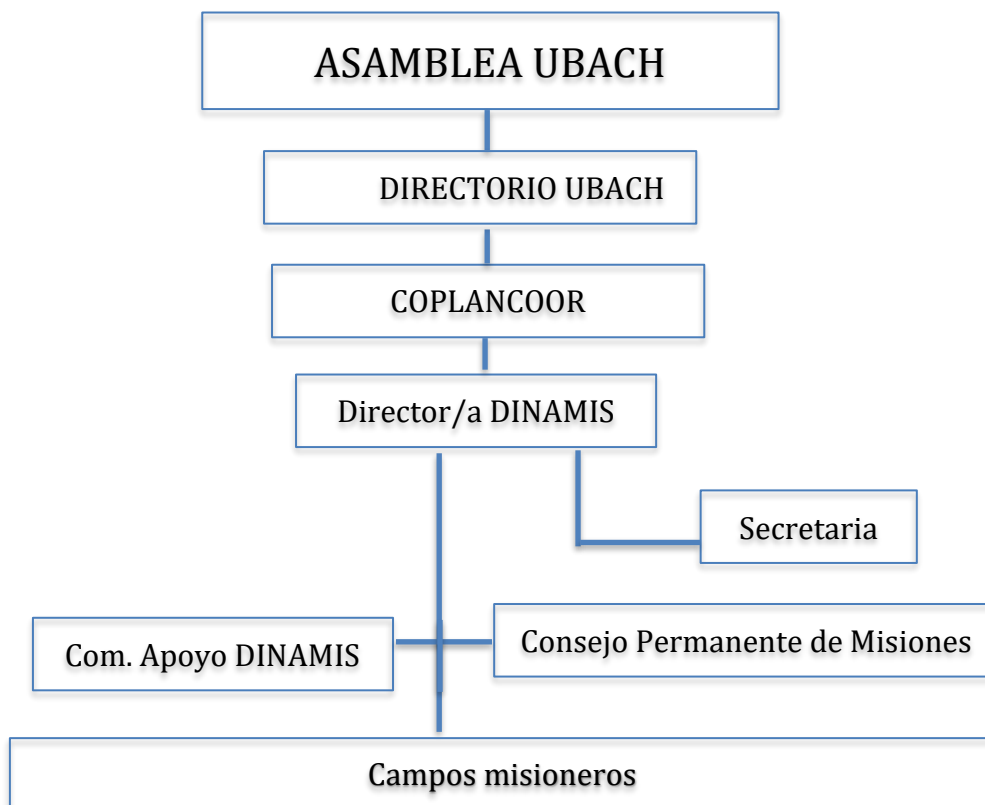 ASAMBLEA UBACH
DIRECTORIO UBACH
COPLANCOOR
Director/a DINAMIS
Secretaria
Com. Apoyo DINAMIS
Consejo Permanente de Misiones
Campos misioneros